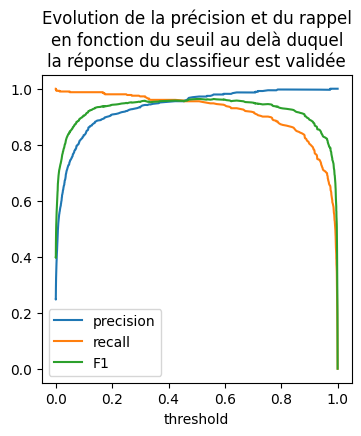 Evolution de la précision et du rappel
en fonction du seuil au delà duquel
la réponse du classifieur est validée
1.0
0.8
0.6
0.4
0.2
0.0
precision
recall
F1
0.0 0.2 0.4 0.6 0.8 1.0
threshold